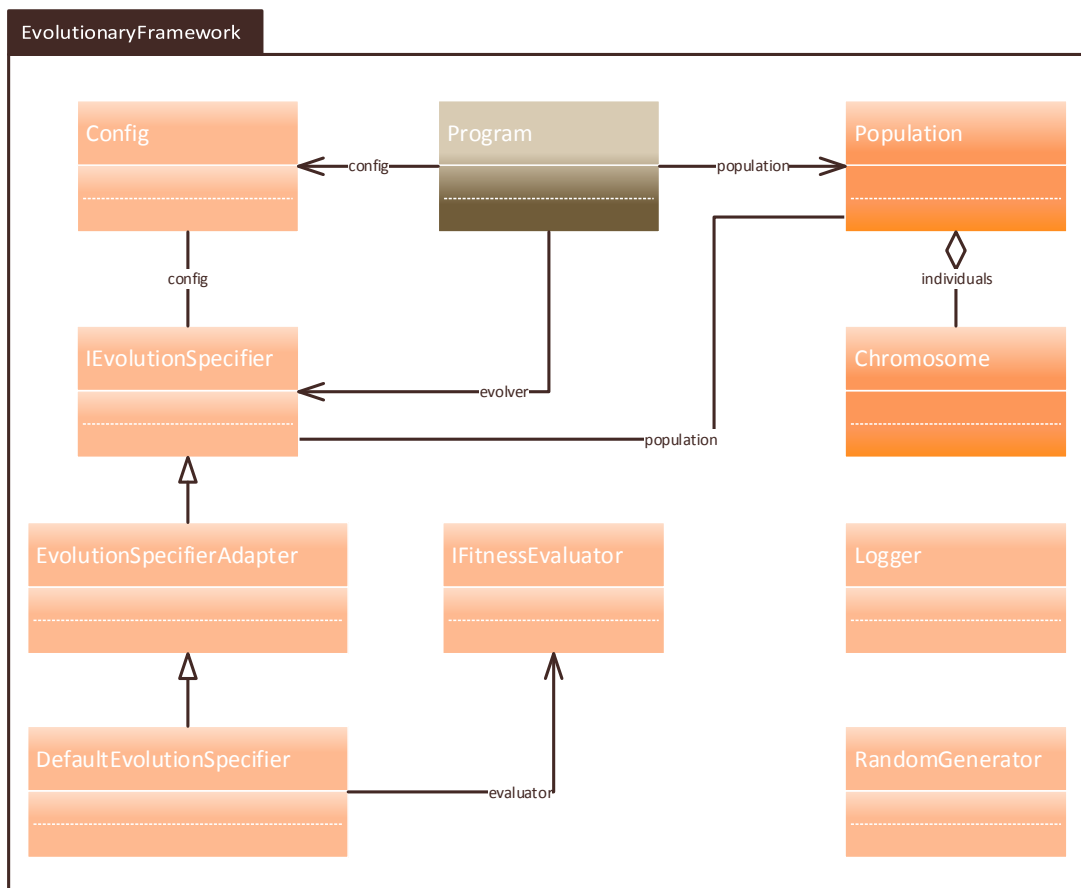 EvolutionaryFramework
Config
Program
Population
config
population
config
individuals
IEvolutionSpecifier
Chromosome
evolver
population
EvolutionSpecifierAdapter
IFitnessEvaluator
Logger
DefaultEvolutionSpecifier
RandomGenerator
evaluator